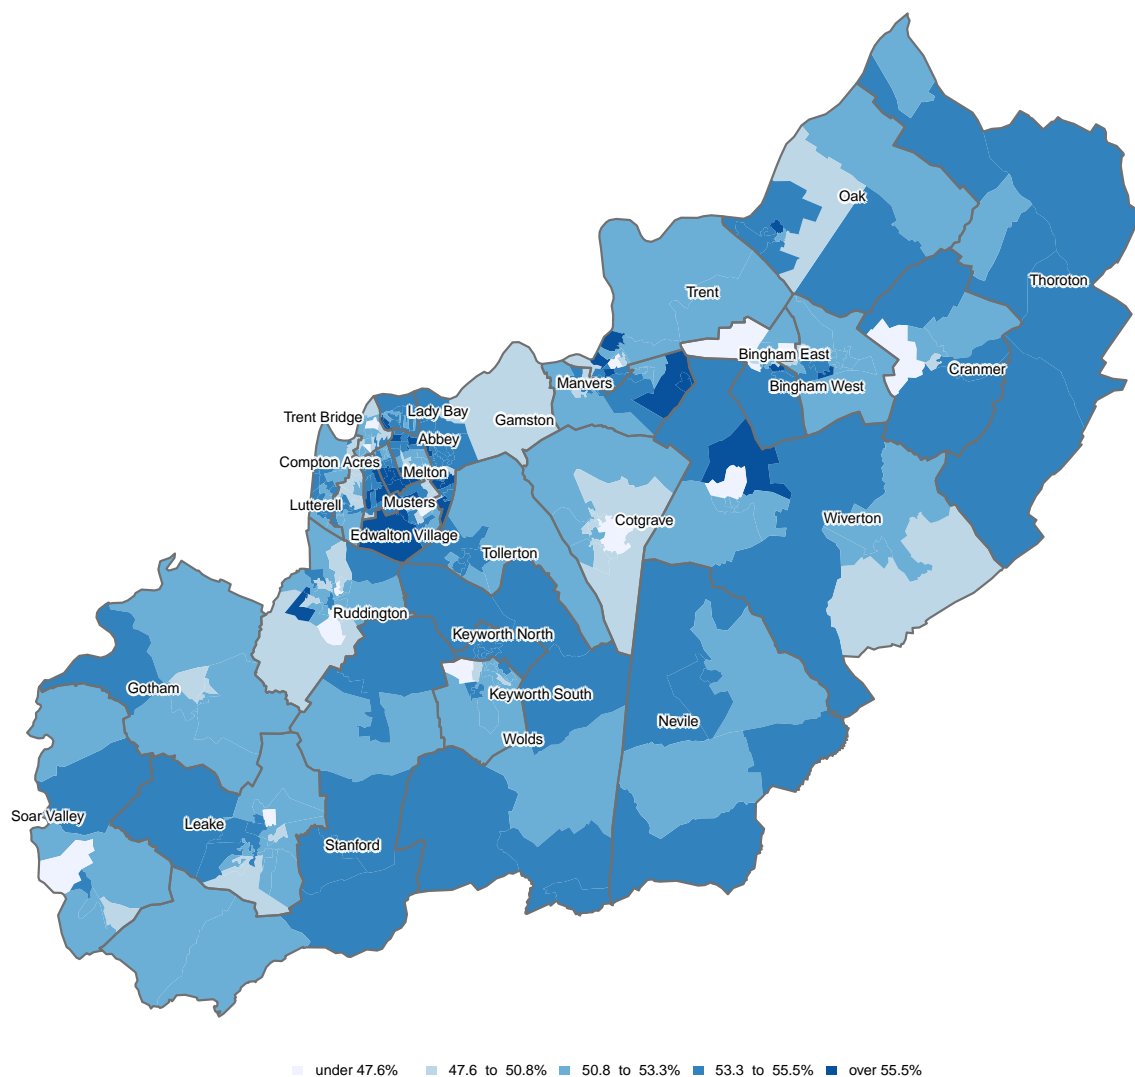 Oak
Thoroton
Trent
Bingham East
Cranmer
Manvers
Bingham West
Trent Bridge
Lady Bay
Gamston
Abbey
Compton Acres
Melton
Lutterell
Musters
Cotgrave
Wiverton
Edwalton Village
Tollerton
Ruddington
Keyworth North
Gotham
Keyworth South
Nevile
Wolds
Soar Valley
Leake
Stanford
under 47.6% 47.6 to 50.8% 50.8 to 53.3% 53.3 to 55.5% over 55.5%